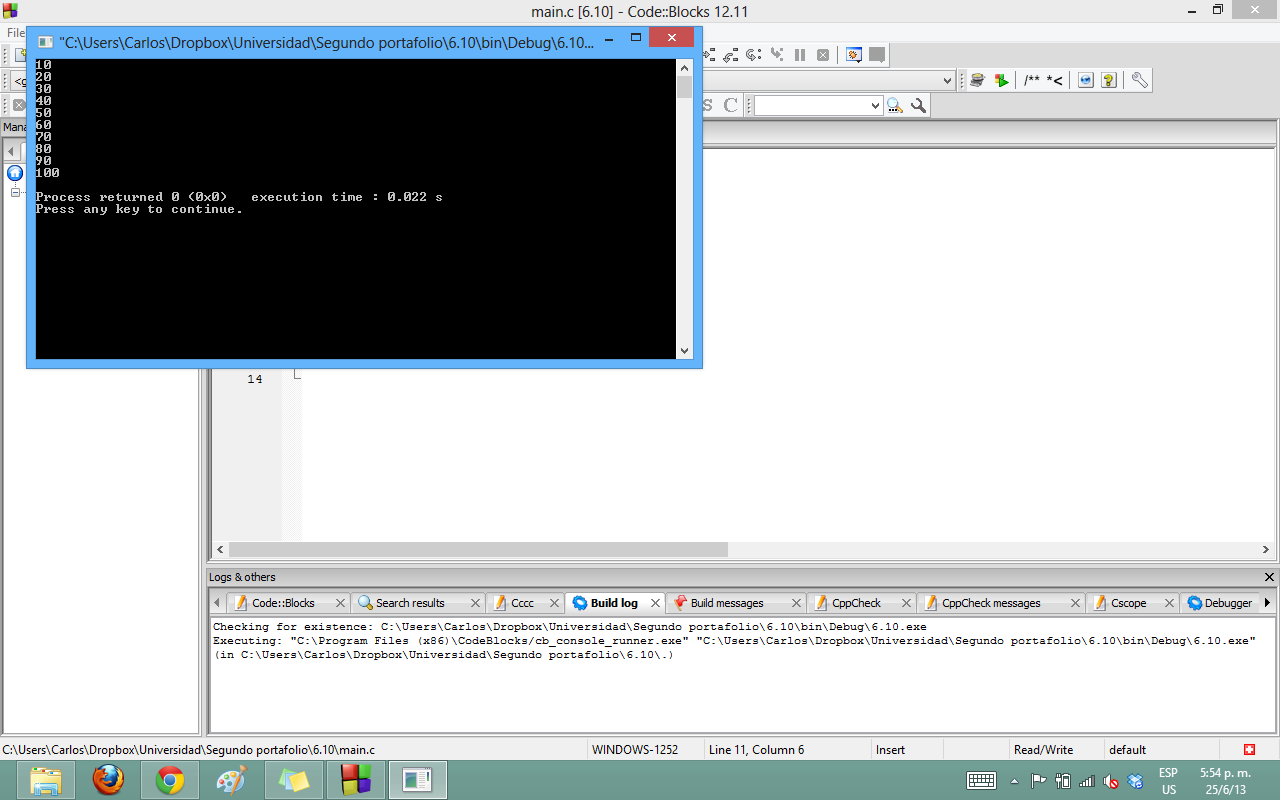 main.c [6.10] - Code::Blocks 12.11
File
"C:\Users\Carlos\Dropbox\Universidad\Segundo portafolio\6.10\bin\Debug\6.10...
10
20
30
40
50
60
70
80
90
100
Process returned 0 (0x0)   execution time : 0.022 s
Press any key to continue.
/** *<
S C
Mana
14
Logs & others
Code::Blocks
Search results
Cccc
Build log
Build messages
CppCheck
CppCheck messages
Cscope
Debugger
Checking for existence: C:\Users\Carlos\Dropbox\Universidad\Segundo portafolio\6.10\bin\Debug\6.10.exe
Executing: "C:\Program Files (x86)\CodeBlocks/cb_console_runner.exe" "C:\Users\Carlos\Dropbox\Universidad\Segundo portafolio\6.10\bin\Debug\6.10.exe"
(in C:\Users\Carlos\Dropbox\Universidad\Segundo portafolio\6.10\.)
C:\Users\Carlos\Dropbox\Universidad\Segundo portafolio\6.10\main.c
WINDOWS-1252
Line 11, Column 6
Insert
Read/Write
default
ESP
US
5:54 p. m.
25/6/13